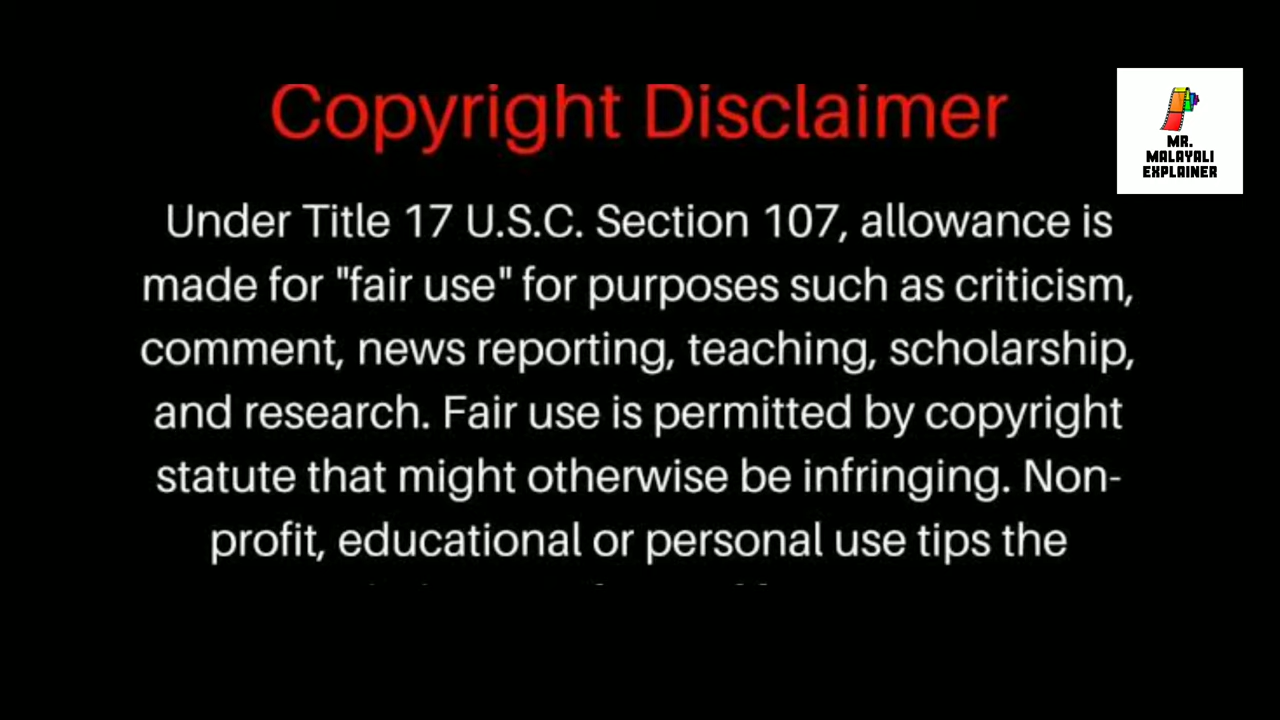 Copyright Disclaimer
MR.
MALAYALI
EXPLAINER
Under Title 17 U.S.C. Section 107, allowance is
made for "fair use" for purposes such as criticism,
comment, news reporting, teaching, scholarship,
and research. Fair use is permitted by copyright
statute that might otherwise be infringing. Non-
profit, educational or personal use tips the